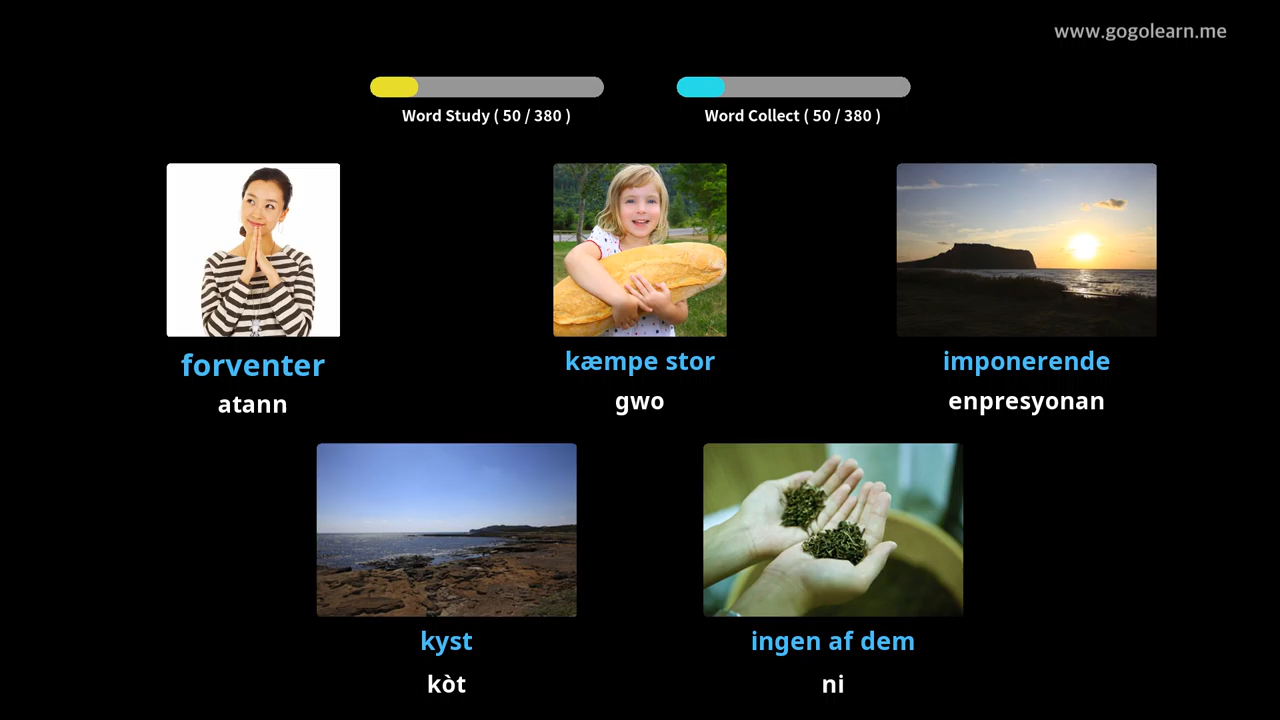 www.gogolearn.me
Word Study ( 50 / 380 )
Word Collect ( 50 / 380 )
forventer
atann
kæmpe stor
gwo
imponerende
enpresyonan
kyst
kòt
ingen af dem
ni